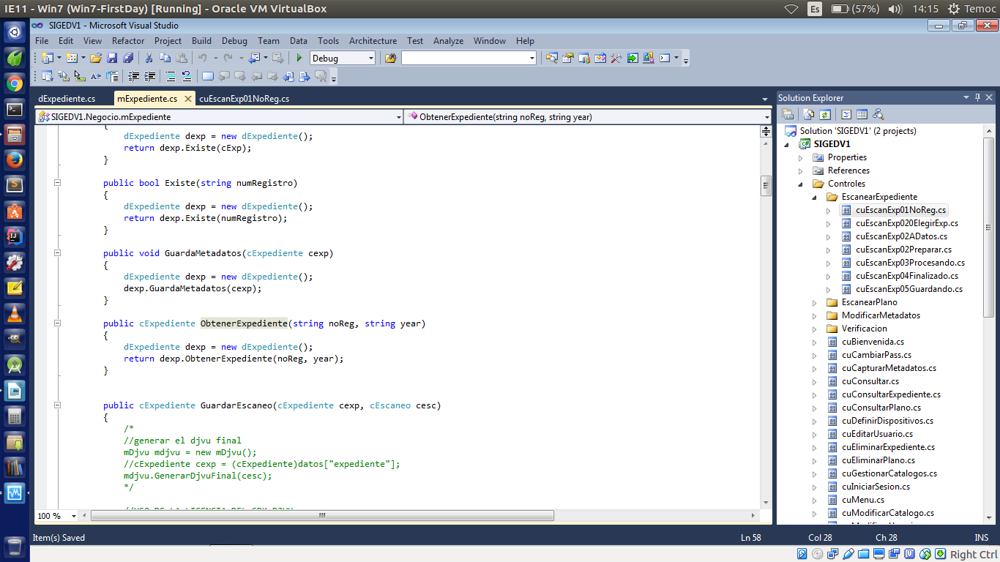 IE11 - Win7 (Win7-FirstDay) [Running] - Oracle VM VirtualBox
Es (57%) 14:15 Temoc
SIGEDV1 - Microsoft Visual Studio
File Edit View Refactor Project Build Debug Team Data Tools Architecture Test Analyze Window Help
Debug
dExpediente.cs mExpediente.cs cuEscanExp01NoReg.cs
SIGEDV1.Negocio.mExpediente ObtenerExpediente(string noReg, string year)
{
dExpediente dexp = new dExpediente();
return dexp.Existe(cExp);
}
public bool Existe(string numRegistro)
{
dExpediente dexp = new dExpediente();
return dexp.Existe(numRegistro);
}
public void GuardaMetadatos(cExpediente cexp)
{
dExpediente dexp = new dExpediente();
dexp.GuardaMetadatos(cexp);
}
public cExpediente ObtenerExpediente(string noReg, string year)
{
dExpediente dexp = new dExpediente();
return dexp.ObtenerExpediente(noReg, year);
}
public cExpediente GuardarEscaneo(cExpediente cexp, cEscaneo cesc)
{
/*
//generar el djvu final
mDjvu mdjvu = new mDjvu();
//cExpediente cexp = (cExpediente)datos["expediente"];
mdjvu.GenerarDjvuFinal(cesc);
*/
100 %
Solution Explorer
Solution 'SIGEDV1' (2 projects)
SIGEDV1
Properties
References
Controles
EscanearExpediente
cuEscanExp01NoReg.cs
cuEscanExp020ElegirExp.cs
cuEscanExp02ADatos.cs
cuEscanExp02Preparar.cs
cuEscanExp03Procesando.cs
cuEscanExp04Finalizado.cs
cuEscanExp05Guardando.cs
EscanearPlano
ModificarMetadatos
Verificacion
cuBienvenida.cs
cuCambiarPass.cs
cuCapturarMetadatos.cs
cuConsultar.cs
cuConsultarExpediente.cs
cuConsultarPlano.cs
cuDefinirDispositivos.cs
cuEditarUsuario.cs
cuEliminarExpediente.cs
cuEliminarPlano.cs
cuGestionarCatalogos.cs
cuIniciarSesion.cs
cuMenu.cs
cuModificarCatalogo.cs
Item(s) Saved Ln 58 Col 28 Ch 28 INS
Right Ctrl